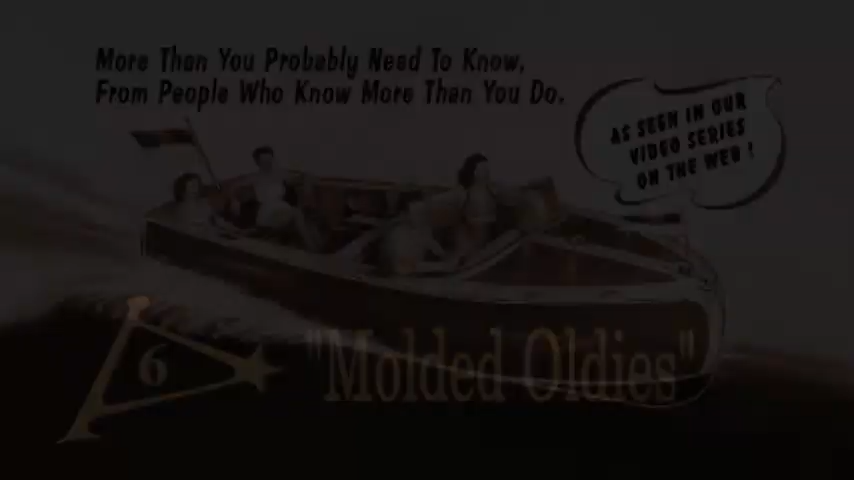 More Than You Probably Need To Know,
From People Who Know More Than You Do.
AS SEEN IN OUR
VIDEO SERIES
ON THE WEB !
6
"Molded Oldies"